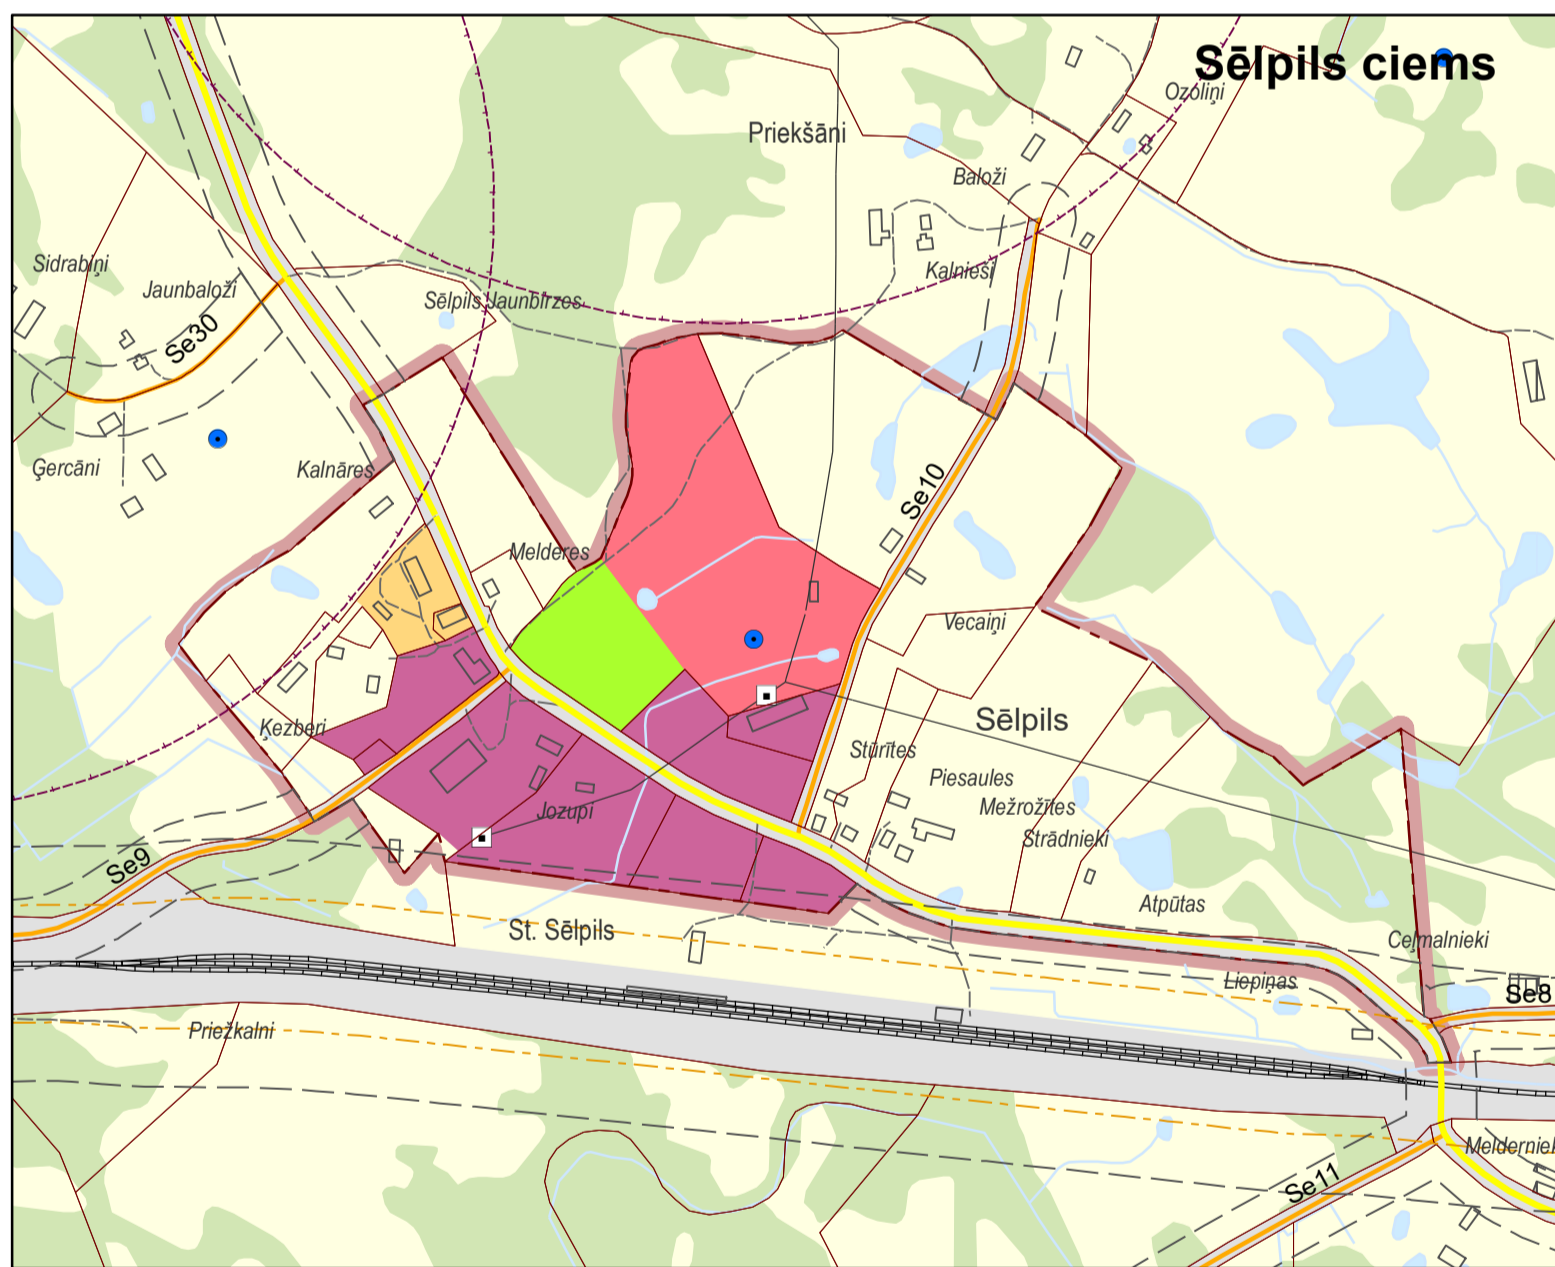 Sēlpils ciems
Ozoliņi
Priekšāni
Baloži
Sidrabiņi
Jaunbaloži
Sēlpils Jaunbirzes
Kalnieši
Se30
Ģercāni
Kalnāres
Se10
Melderes
Vecaiņi
Ķezberi
Sēlpils
Stūrītes
Piesaules
Mežrožītes
Strādnieki
Jozupi
Se9
Atpūtas
St. Sēlpils
Ceļmalnieki
Liepiņas
Se8
Priežkalni
Se11
Melderniek